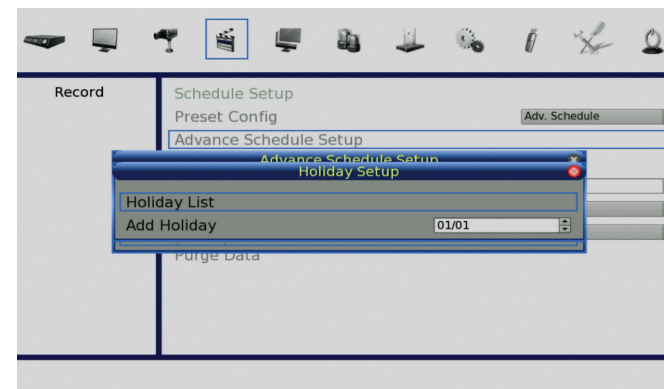 Record
Schedule Setup
Preset Config
Adv. Schedule
Advance Schedule Setup
Advance Schedule Setup
Holiday Setup
Holiday List
Add Holiday
01/01
Purge Data